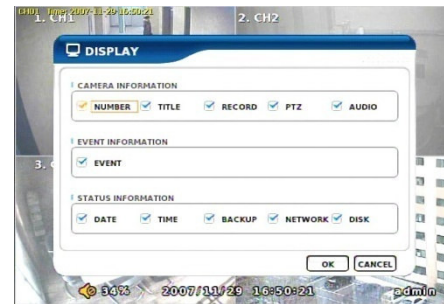 CH01 Time: 2007-11-29 16:50:21
1. CH1
2. CH2
DISPLAY
CAMERA INFORMATION
NUMBER TITLE RECORD PTZ AUDIO
EVENT INFORMATION
EVENT
3.
STATUS INFORMATION
DATE TIME BACKUP NETWORK DISK
OK CANCEL
34% 2007/11/29 16:50:21 admin